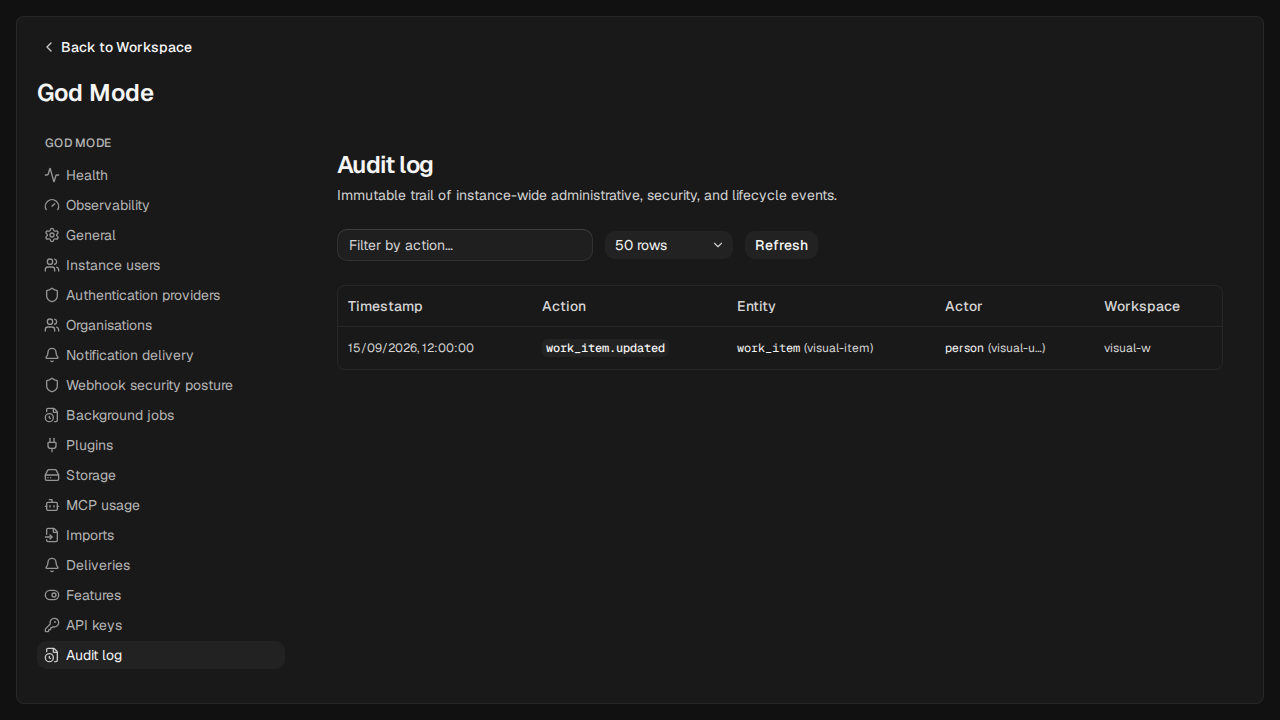 Back to Workspace
God Mode
GOD MODE
Health
Observability
General
Instance users
Authentication providers
Organisations
Notification delivery
Webhook security posture
Background jobs
Plugins
Storage
MCP usage
Imports
Deliveries
Features
API keys
Audit log
Audit log
Immutable trail of instance-wide administrative, security, and lifecycle events.
Filter by action… 50 rows Refresh
Timestamp Action Entity Actor Workspace
15/09/2026, 12:00:00 work_item.updated work_item (visual-item) person (visual-u…) visual-w